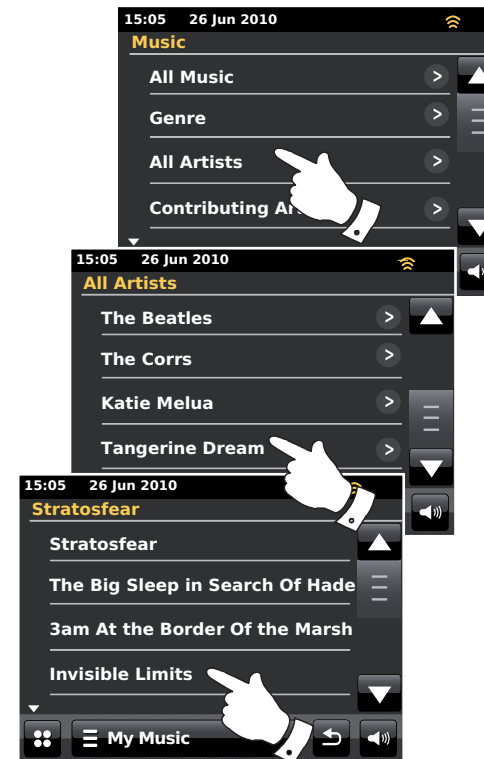 15:05 26 Jun 2010
Music
All Music >
Genre >
All Artists >
Contributing Ar >
15:05 26 Jun 2010
All Artists
The Beatles >
The Corrs >
Katie Melua >
Tangerine Dream >
15:05 26 Jun 2010
Stratosfear
Stratosfear
The Big Sleep in Search Of Hade
3am At the Border Of the Marsh
Invisible Limits
My Music